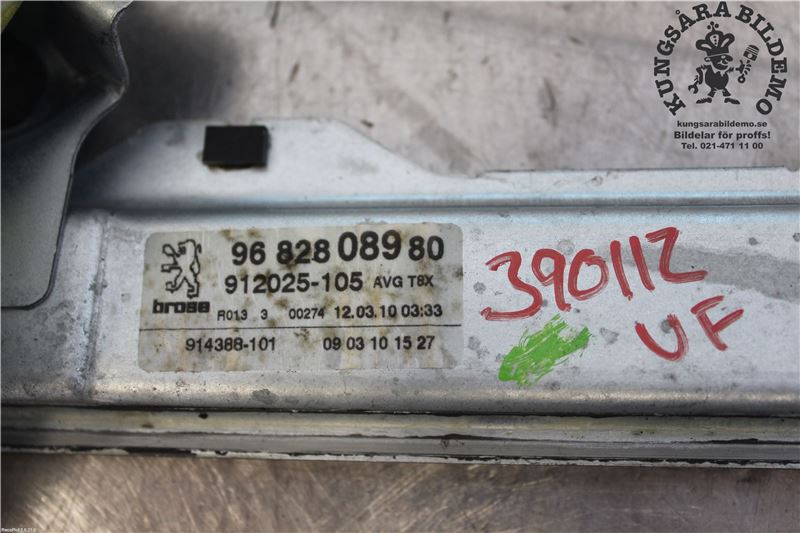 KUNGSÅRA BILDEMO
kungsarabildemo.se
Bildelar för proffs!
Tel. 021-471 11 00
96 828 089 80
912025-105 AVG T8X
brose
R013 3 00274 12.03.10 03:33
914388-101 09 03 10 15 27
390112
VF